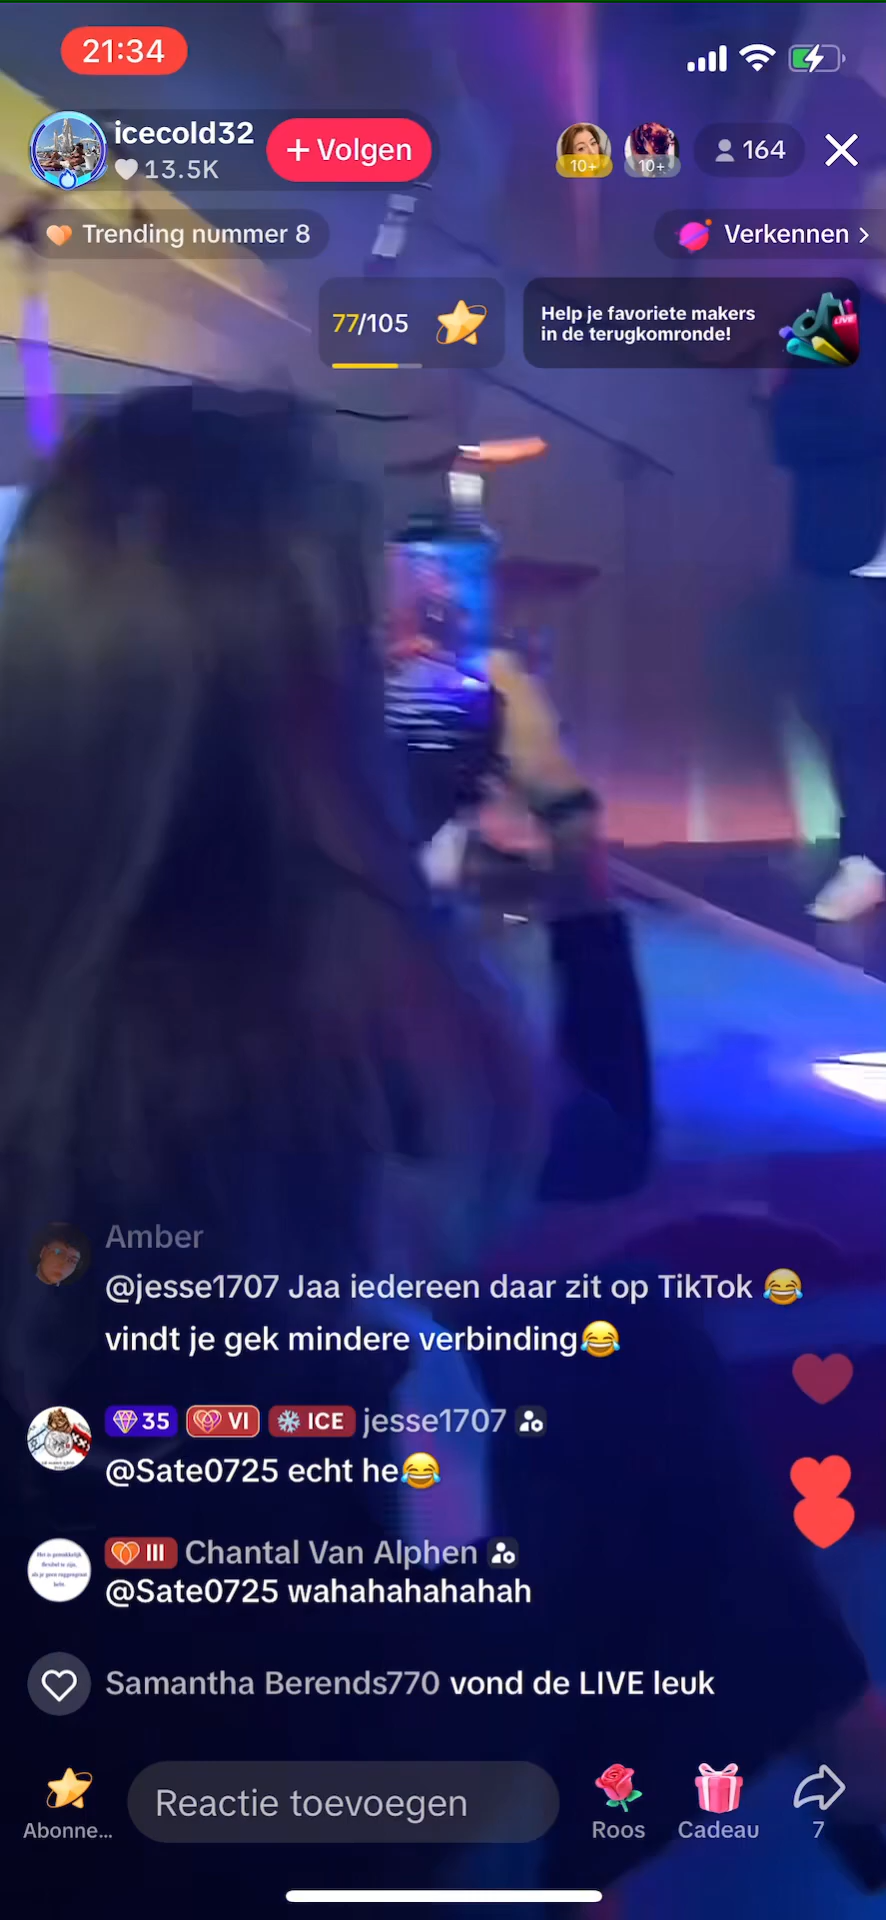 21:34
icecold32
13.5K
+ Volgen
10+
10+
164
Trending nummer 8
Verkennen >
77/105
Help je favoriete makers
in de terugkomronde!
LIVE
Amber
@jesse1707 Jaa iedereen daar zit op TikTok 😂
vindt je gek mindere verbinding😂
35 VI ICE jesse1707
@Sate0725 echt he😂
III Chantal Van Alphen
@Sate0725 wahahahahahah
Samantha Berends770 vond de LIVE leuk
Abonne...
Reactie toevoegen
Roos
Cadeau
7